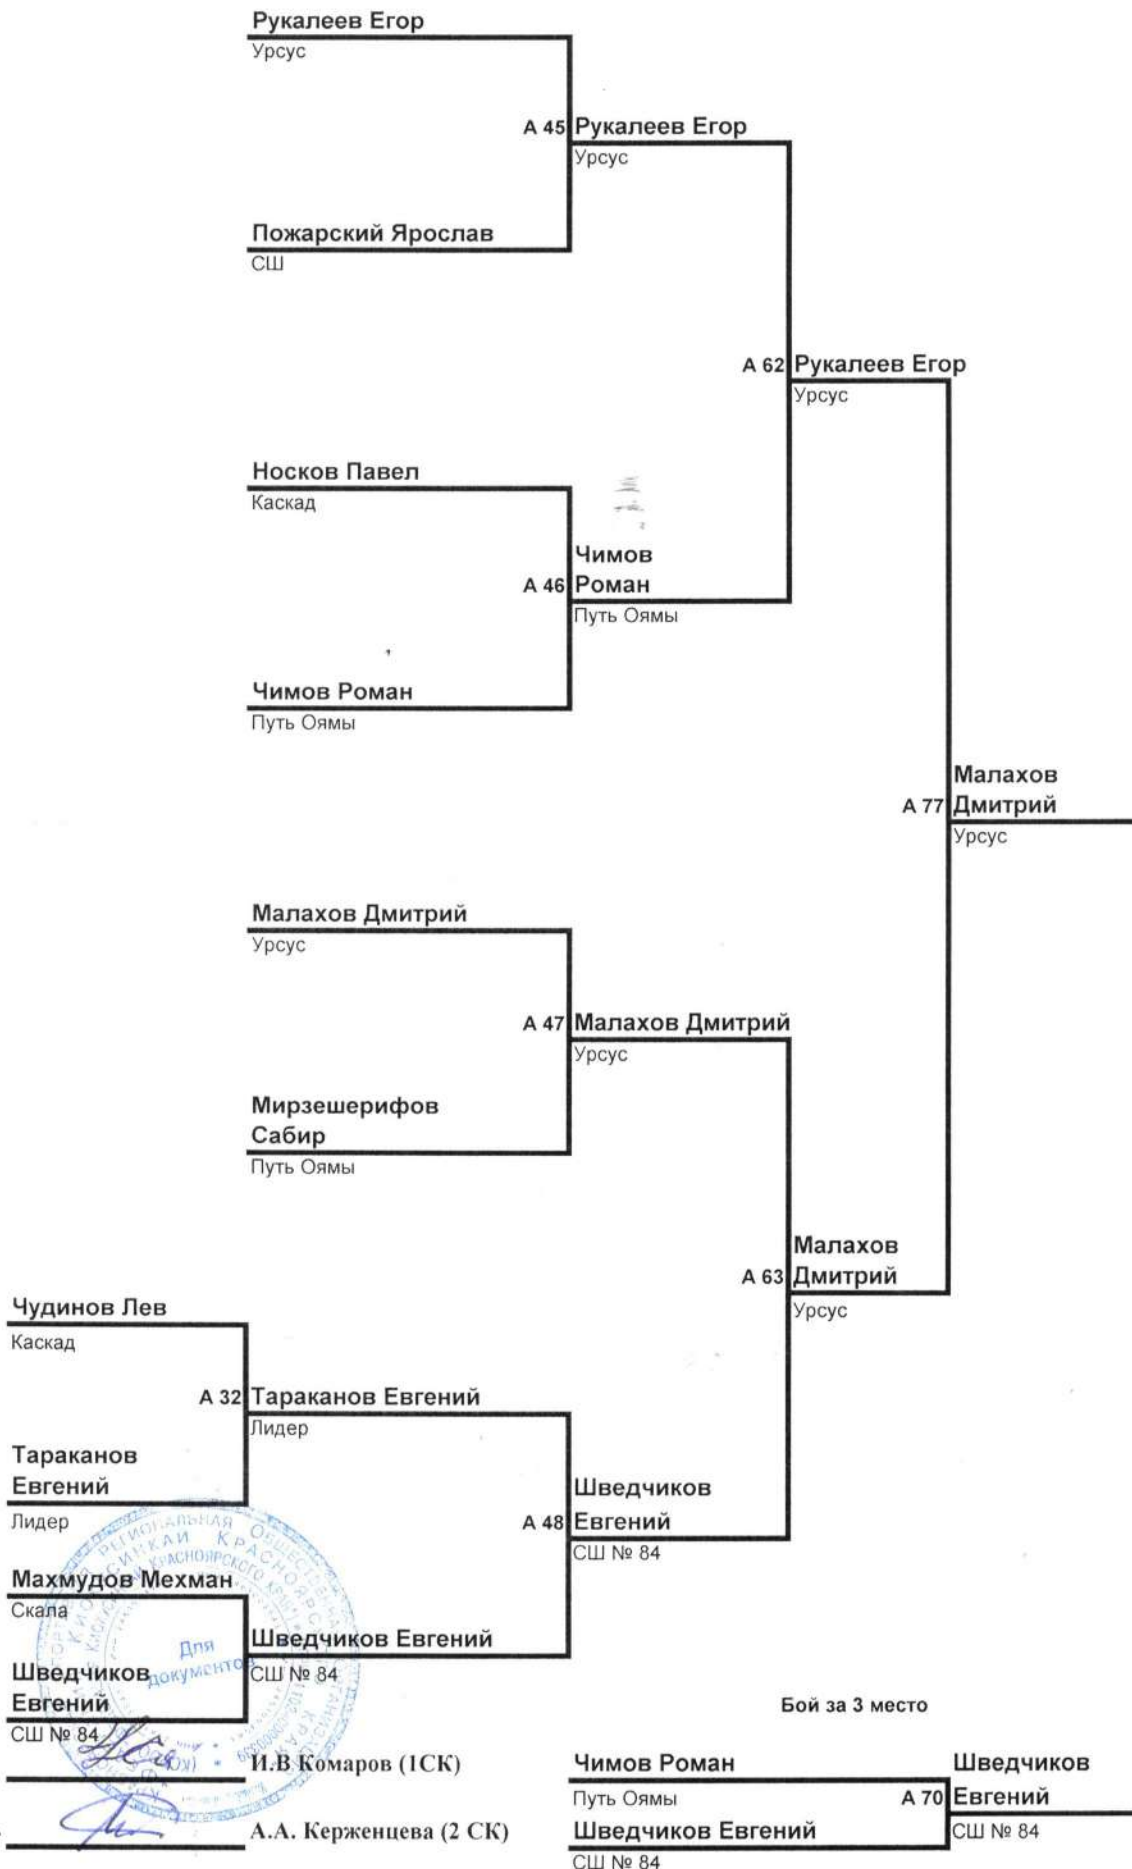 Рукалеев Егор
Урсус
А 45 Рукалеев Егор
Урсус
Пожарский Ярослав
СШ
А 62 Рукалеев Егор
Урсус
Носков Павел
Каскад
Чимов
А 46 Роман
Путь Оямы
Чимов Роман
Путь Оямы
Малахов
А 77 Дмитрий
Урсус
Малахов Дмитрий
Урсус
А 47 Малахов Дмитрий
Урсус
Мирзешерифов
Сабир
Путь Оямы
Малахов
А 63 Дмитрий
Урсус
Чудинов Лев
Каскад
А 32 Тараканов Евгений
Лидер
Тараканов
Евгений
Лидер
Шведчиков
А 48 Евгений
СШ № 84
Махмудов Мехман
Скала
Шведчиков Евгений
СШ № 84
Шведчиков
Евгений
СШ № 84
Для
документов
Бой за 3 место
И.В Комаров (1СК)
А.А. Керженцева (2 СК)
Чимов Роман
Путь Оямы
Шведчиков Евгений
СШ № 84
Шведчиков
А 70 Евгений
СШ № 84